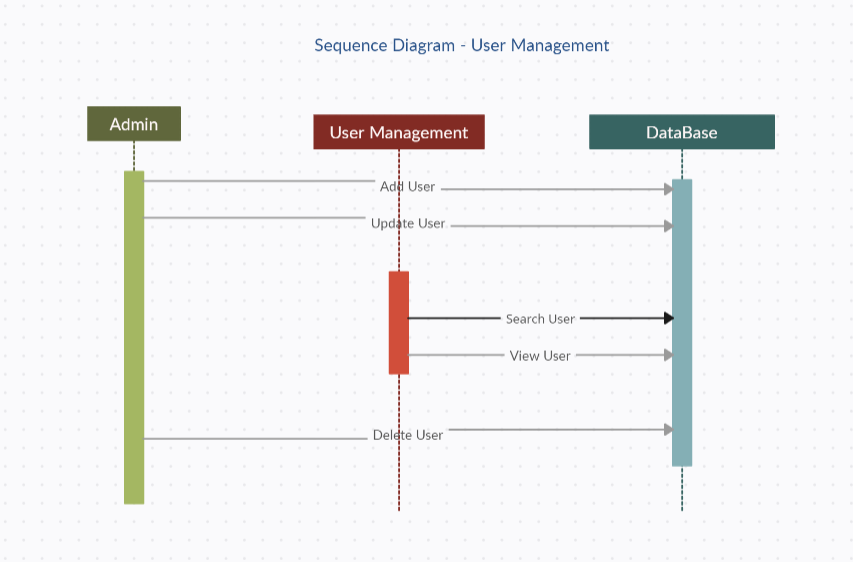 Sequence Diagram - User Management
Admin
User Management
DataBase
Add User
Update User
Search User
View User
Delete User